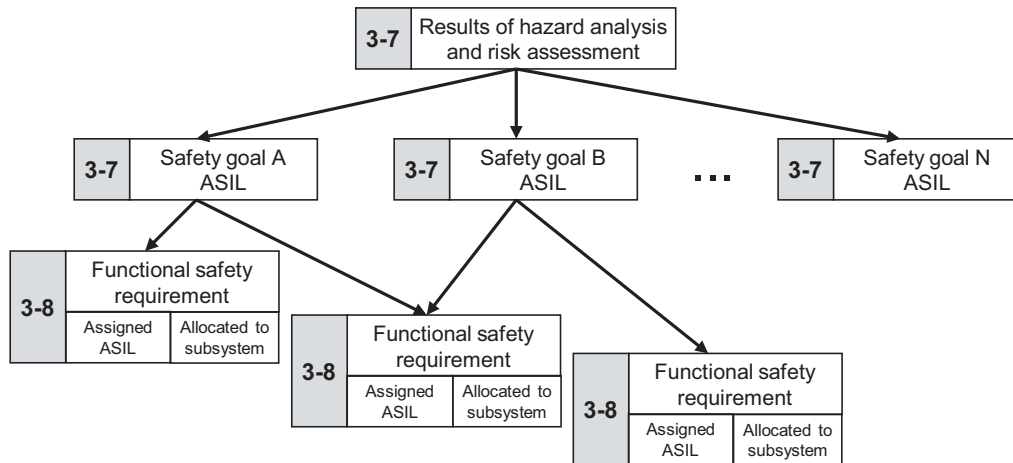 3-7
Results of hazard analysis
and risk assessment
3-7
Safety goal A
ASIL
3-7
Safety goal B
ASIL
...
3-7
Safety goal N
ASIL
3-8
Functional safety
requirement
Assigned
ASIL
Allocated to
subsystem
3-8
Functional safety
requirement
Assigned
ASIL
Allocated to
subsystem
3-8
Functional safety
requirement
Assigned
ASIL
Allocated to
subsystem